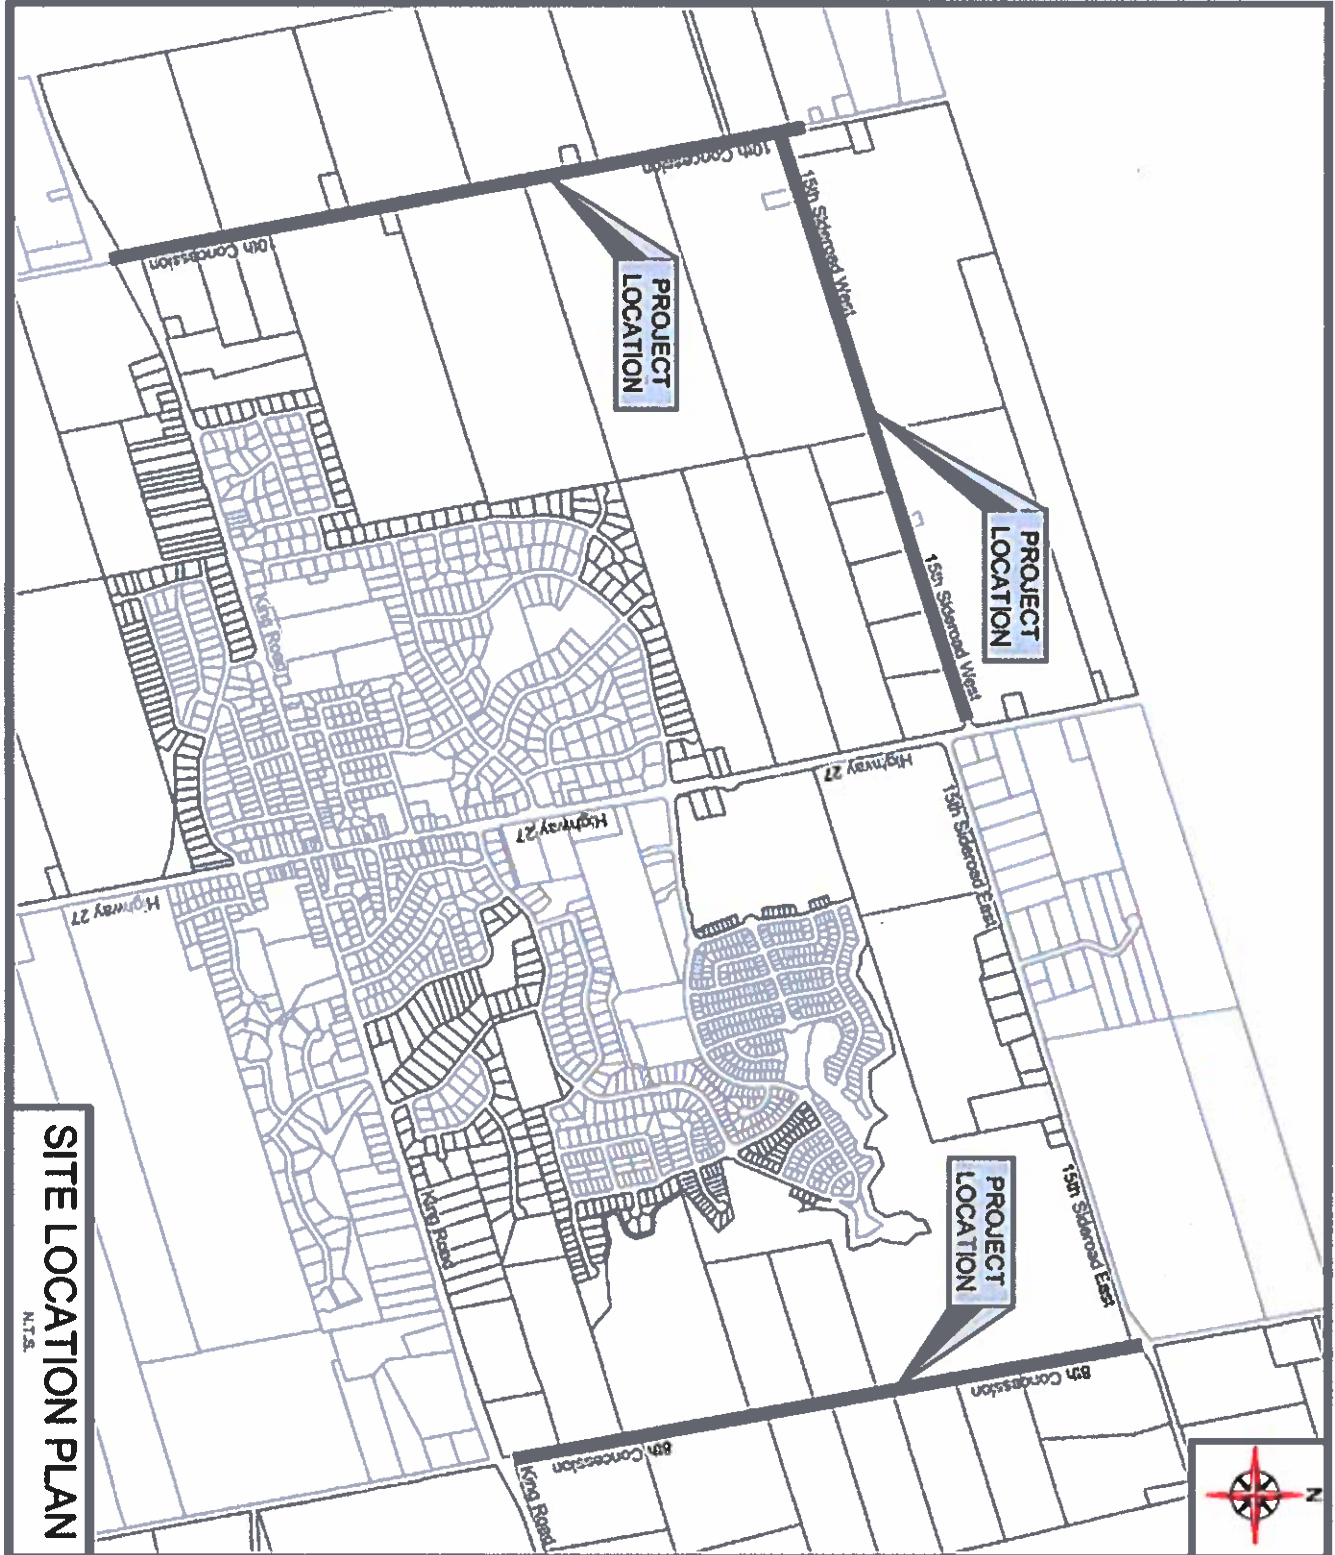 N
15th Sideroad West
15th Sideroad West
15th Sideroad East
15th Sideroad East
PROJECT
LOCATION
PROJECT
LOCATION
PROJECT
LOCATION
10th Concession
10th Concession
Highway 27
Highway 27
Highway 27
8th Concession
8th Concession
King Road
King Road
King Road
SITE LOCATION PLAN
N.T.S.